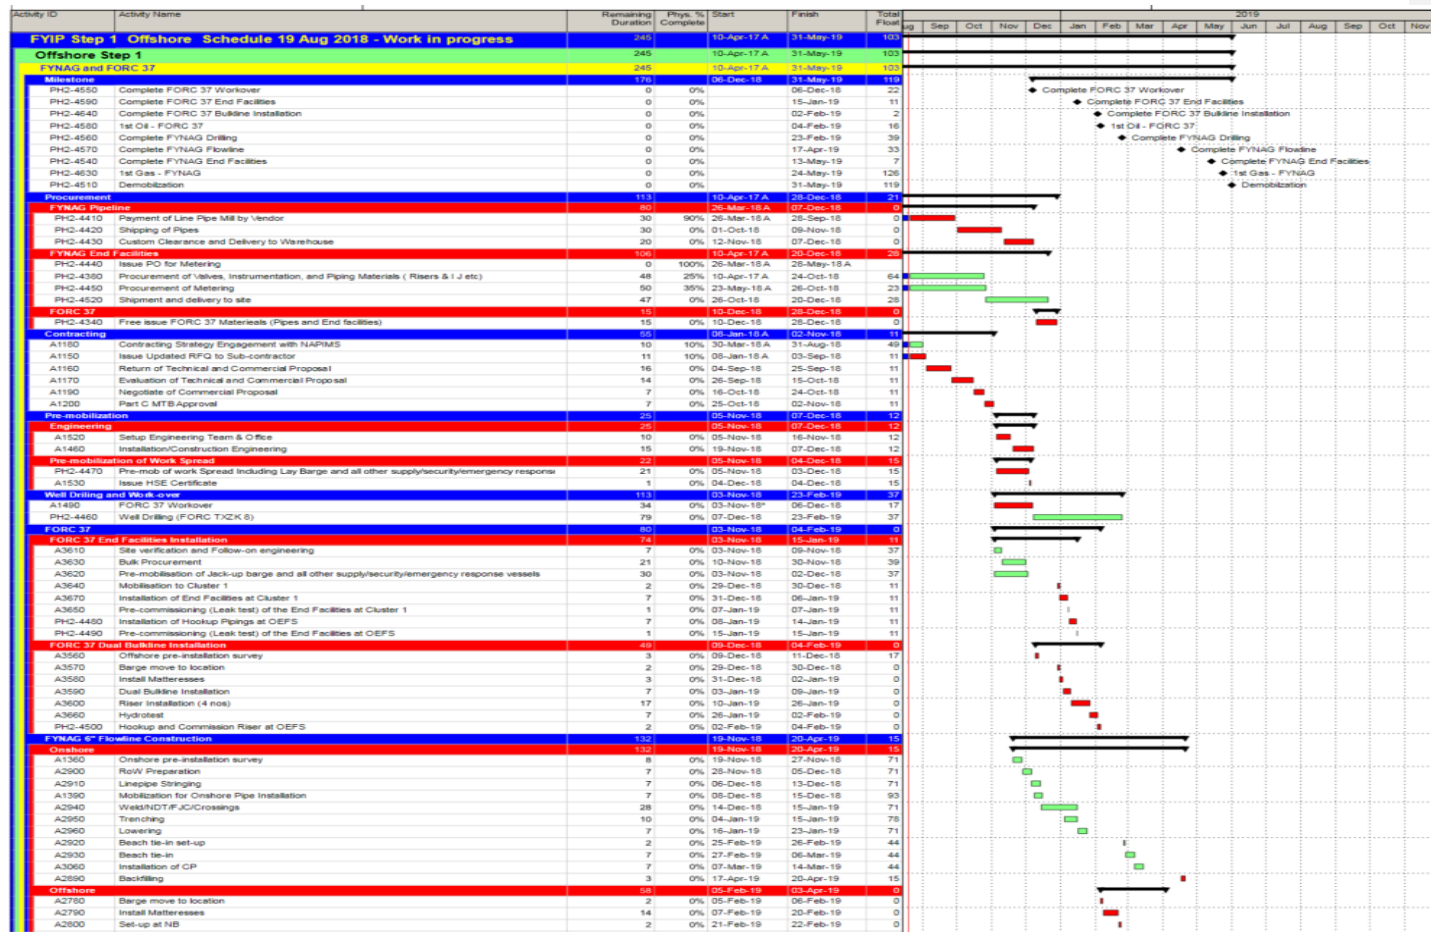 Activity ID Activity Name Remaining Duration Phys. % Complete Start Finish Total Float 2019
ug Sep Oct Nov Dec Jan Feb Mar Apr May Jun Jul Aug Sep Oct Nov
FYIP Step 1 Offshore Schedule 19 Aug 2018 - Work in progress 245 10-Apr-17 A 31-May-19 103
Offshore Step 1 245 10-Apr-17 A 31-May-19 103
FYNAG and FORC 37 245 10-Apr-17 A 31-May-19 103
Milestone 176 06-Dec-18 31-May-19 119
PH2-4550 Complete FORC 37 Workover 0 0% 06-Dec-18 22 Complete FORC 37 Workover
PH2-4590 Complete FORC 37 End Facilities 0 0% 15-Jan-19 11 Complete FORC 37 End Facilities
PH2-4640 Complete FORC 37 Bulkline Installation 0 0% 02-Feb-19 2 Complete FORC 37 Bulkline Installation
PH2-4580 1st Oil - FORC 37 0 0% 04-Feb-19 16 1st Oil - FORC 37
PH2-4560 Complete FYNAG Drilling 0 0% 23-Feb-19 39 Complete FYNAG Drilling
PH2-4570 Complete FYNAG Flowline 0 0% 17-Apr-19 33 Complete FYNAG Flowline
PH2-4540 Complete FYNAG End Facilities 0 0% 13-May-19 7 Complete FYNAG End Facilities
PH2-4630 1st Gas - FYNAG 0 0% 24-May-19 126 1st Gas - FYNAG
PH2-4510 Demobilization 0 0% 31-May-19 119 Demobilization
Procurement 113 10-Apr-17 A 28-Dec-18 21
FYNAG Pipeline 80 26-Mar-18 A 07-Dec-18 0
PH2-4410 Payment of Line Pipe Mill by Vendor 30 90% 26-Mar-18 A 28-Sep-18 0
PH2-4420 Shipping of Pipes 30 0% 01-Oct-18 09-Nov-18 0
PH2-4430 Custom Clearance and Delivery to Warehouse 20 0% 12-Nov-18 07-Dec-18 0
FYNAG End Facilities 106 10-Apr-17 A 20-Dec-18 28
PH2-4440 Issue PO for Metering 0 100% 26-Mar-18 A 28-May-18 A
PH2-4380 Procurement of Valves, Instrumentation, and Piping Materials ( Risers & I J etc) 48 25% 10-Apr-17 A 24-Oct-18 64
PH2-4450 Procurement of Metering 50 35% 23-May-18 A 26-Oct-18 23
PH2-4520 Shipment and delivery to site 47 0% 26-Oct-18 20-Dec-18 28
FORC 37 15 10-Dec-18 28-Dec-18 0
PH2-4340 Free issue FORC 37 Materieals (Pipes and End facilities) 15 0% 10-Dec-18 28-Dec-18 0
Contracting 55 08-Jan-18 A 02-Nov-18 11
A1180 Contracting Strategy Engagement with NAPIMS 10 10% 30-Mar-18 A 31-Aug-18 49
A1150 Issue Updated RFQ to Sub-contractor 11 10% 08-Jan-18 A 03-Sep-18 11
A1160 Return of Technical and Commercial Proposal 16 0% 04-Sep-18 25-Sep-18 11
A1170 Evaluation of Technical and Commercial Proposal 14 0% 26-Sep-18 15-Oct-18 11
A1190 Negotiate of Commercial Proposal 7 0% 16-Oct-18 24-Oct-18 11
A1200 Part C MTB Approval 7 0% 25-Oct-18 02-Nov-18 11
Pre-mobilization 25 05-Nov-18 07-Dec-18 12
Engineering 25 05-Nov-18 07-Dec-18 12
A1520 Setup Engineering Team & Office 10 0% 05-Nov-18 16-Nov-18 12
A1460 Installation/Construction Engineering 15 0% 19-Nov-18 07-Dec-18 12
Pre-mobilization of Work Spread 22 05-Nov-18 04-Dec-18 15
PH2-4470 Pre-mob of work Spread Including Lay Barge and all other supply/security/emergency response 21 0% 05-Nov-18 03-Dec-18 15
A1530 Issue HSE Certificate 1 0% 04-Dec-18 04-Dec-18 15
Well Driling and Work-over 113 03-Nov-18 23-Feb-19 37
A1490 FORC 37 Workover 34 0% 03-Nov-18* 06-Dec-18 17
PH2-4460 Well Drilling (FORC TXZK 8) 79 0% 07-Dec-18 23-Feb-19 37
FORC 37 80 03-Nov-18 04-Feb-19 0
FORC 37 End Facilities Installation 74 03-Nov-18 15-Jan-19 11
A3610 Site verification and Follow-on engineering 7 0% 03-Nov-18 09-Nov-18 37
A3630 Bulk Procurement 21 0% 10-Nov-18 30-Nov-18 39
A3620 Pre-mobilisation of Jack-up barge and all other supply/security/emergency response vessels 30 0% 03-Nov-18 02-Dec-18 37
A3640 Mobilisation to Cluster 1 2 0% 29-Dec-18 30-Dec-18 11
A3670 Installation of End Facilities at Cluster 1 7 0% 31-Dec-18 06-Jan-19 11
A3650 Pre-commissioning (Leak test) of the End Facilities at Cluster 1 1 0% 07-Jan-19 07-Jan-19 11
PH2-4480 Installation of Hookup Pipings at OEFS 7 0% 08-Jan-19 14-Jan-19 11
PH2-4490 Pre-commissioning (Leak test) of the End Facilities at OEFS 1 0% 15-Jan-19 15-Jan-19 11
FORC 37 Dual Bulkline Installation 49 09-Dec-18 04-Feb-19 0
A3560 Offshore pre-installation survey 3 0% 09-Dec-18 11-Dec-18 17
A3570 Barge move to location 2 0% 29-Dec-18 30-Dec-18 0
A3580 Install Matteresses 3 0% 31-Dec-18 02-Jan-19 0
A3590 Dual Bulkline Installation 7 0% 03-Jan-19 09-Jan-19 0
A3600 Riser Installation (4 nos) 17 0% 10-Jan-19 26-Jan-19 0
A3660 Hydrotest 7 0% 26-Jan-19 02-Feb-19 0
PH2-4500 Hookup and Commission Riser at OEFS 2 0% 02-Feb-19 04-Feb-19 0
FYNAG 6" Flowline Construction 132 19-Nov-18 20-Apr-19 15
Onshore 132 19-Nov-18 20-Apr-19 15
A1360 Onshore pre-installation survey 8 0% 19-Nov-18 27-Nov-18 71
A2900 RoW Preparation 7 0% 28-Nov-18 05-Dec-18 71
A2910 Linepipe Stringing 7 0% 06-Dec-18 13-Dec-18 71
A1390 Mobilization for Onshore Pipe Installation 7 0% 08-Dec-18 15-Dec-18 93
A2940 Weld/NDT/FJC/Crossings 28 0% 14-Dec-18 15-Jan-19 71
A2950 Trenching 10 0% 04-Jan-19 15-Jan-19 78
A2960 Lowering 7 0% 16-Jan-19 23-Jan-19 71
A2920 Beach tie-in set-up 2 0% 25-Feb-19 26-Feb-19 44
A2930 Beach tie-in 7 0% 27-Feb-19 06-Mar-19 44
A3060 Installation of CP 7 0% 07-Mar-19 14-Mar-19 44
A2890 Backfilling 3 0% 17-Apr-19 20-Apr-19 15
Offshore 58 05-Feb-19 03-Apr-19 0
A2780 Barge move to location 2 0% 05-Feb-19 06-Feb-19 0
A2790 Install Matteresses 14 0% 07-Feb-19 20-Feb-19 0
A2800 Set-up at NB 2 0% 21-Feb-19 22-Feb-19 0